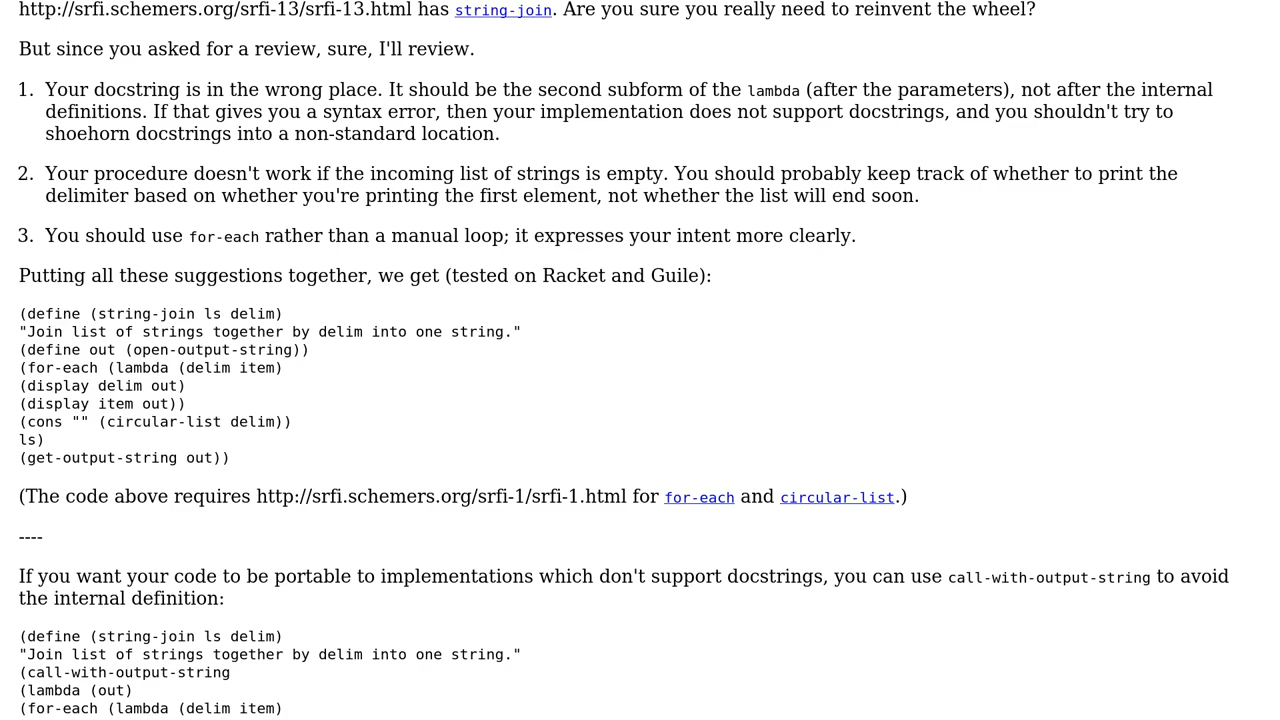 http://srfi.schemers.org/srfi-13/srfi-13.html has string-join. Are you sure you really need to reinvent the wheel?
But since you asked for a review, sure, I'll review.
1. Your docstring is in the wrong place. It should be the second subform of the lambda (after the parameters), not after the internal
definitions. If that gives you a syntax error, then your implementation does not support docstrings, and you shouldn't try to
shoehorn docstrings into a non-standard location.
2. Your procedure doesn't work if the incoming list of strings is empty. You should probably keep track of whether to print the
delimiter based on whether you're printing the first element, not whether the list will end soon.
3. You should use for-each rather than a manual loop; it expresses your intent more clearly.
Putting all these suggestions together, we get (tested on Racket and Guile):
(define (string-join ls delim)
"Join list of strings together by delim into one string."
(define out (open-output-string))
(for-each (lambda (delim item)
(display delim out)
(display item out))
(cons "" (circular-list delim))
ls)
(get-output-string out))
(The code above requires http://srfi.schemers.org/srfi-1/srfi-1.html for for-each and circular-list.)
----
If you want your code to be portable to implementations which don't support docstrings, you can use call-with-output-string to avoid
the internal definition:
(define (string-join ls delim)
"Join list of strings together by delim into one string."
(call-with-output-string
(lambda (out)
(for-each (lambda (delim item)